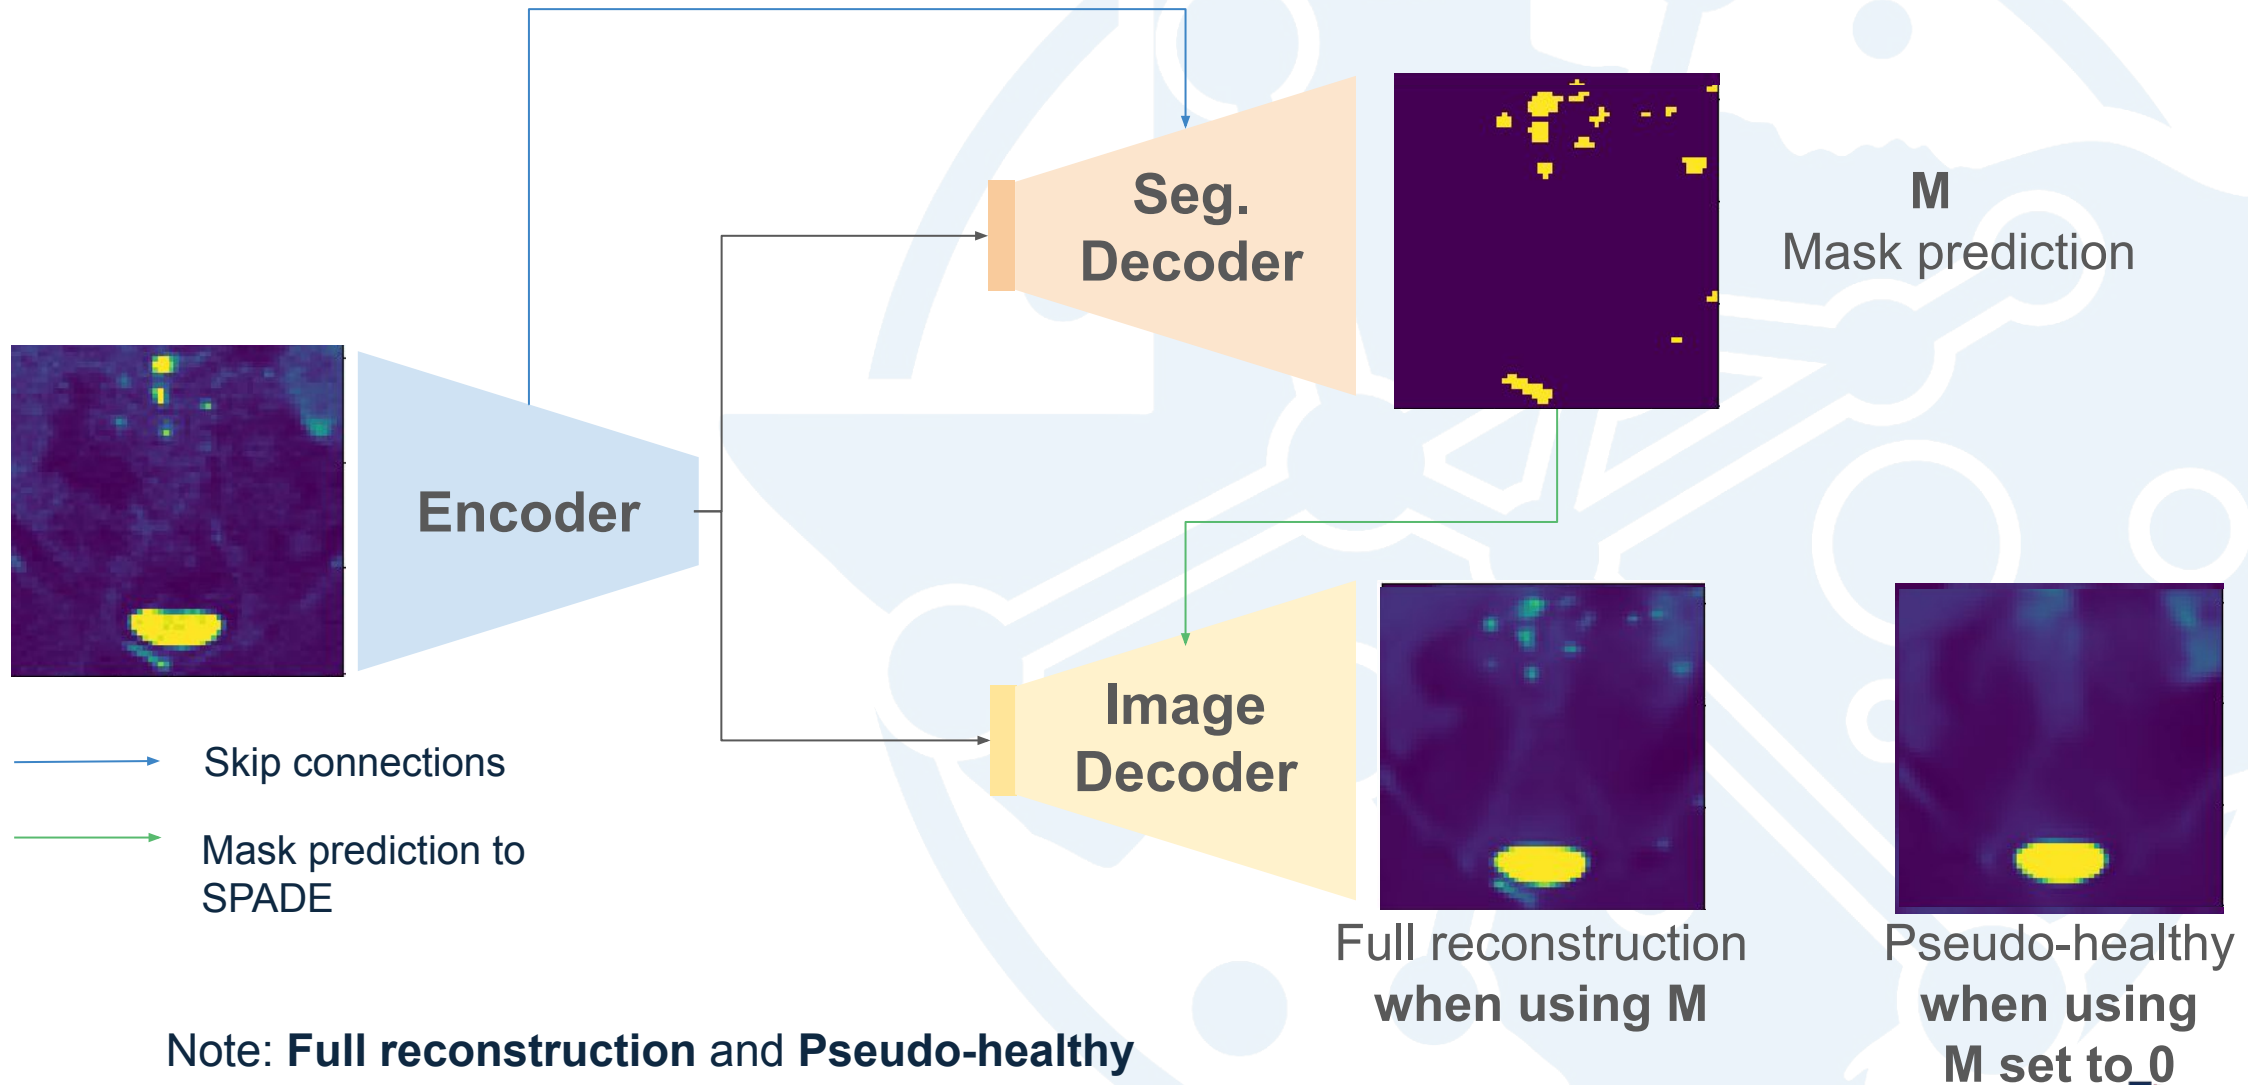 Seg.
Decoder
M
Mask prediction
Encoder
Skip connections
Mask prediction to
SPADE
Image
Decoder
Full reconstruction
when using M
Pseudo-healthy
when using
M set to 0
Note: Full reconstruction and Pseudo-healthy